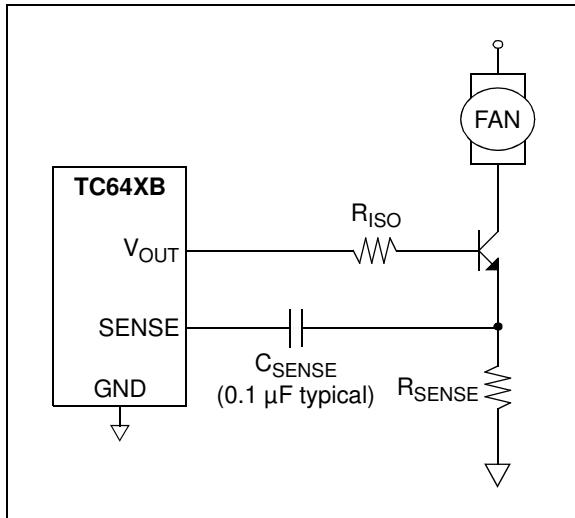 FAN
TC64XB
RISO
VOUT
SENSE
CSENSE
(0.1 µF typical)
RSENSE
GND